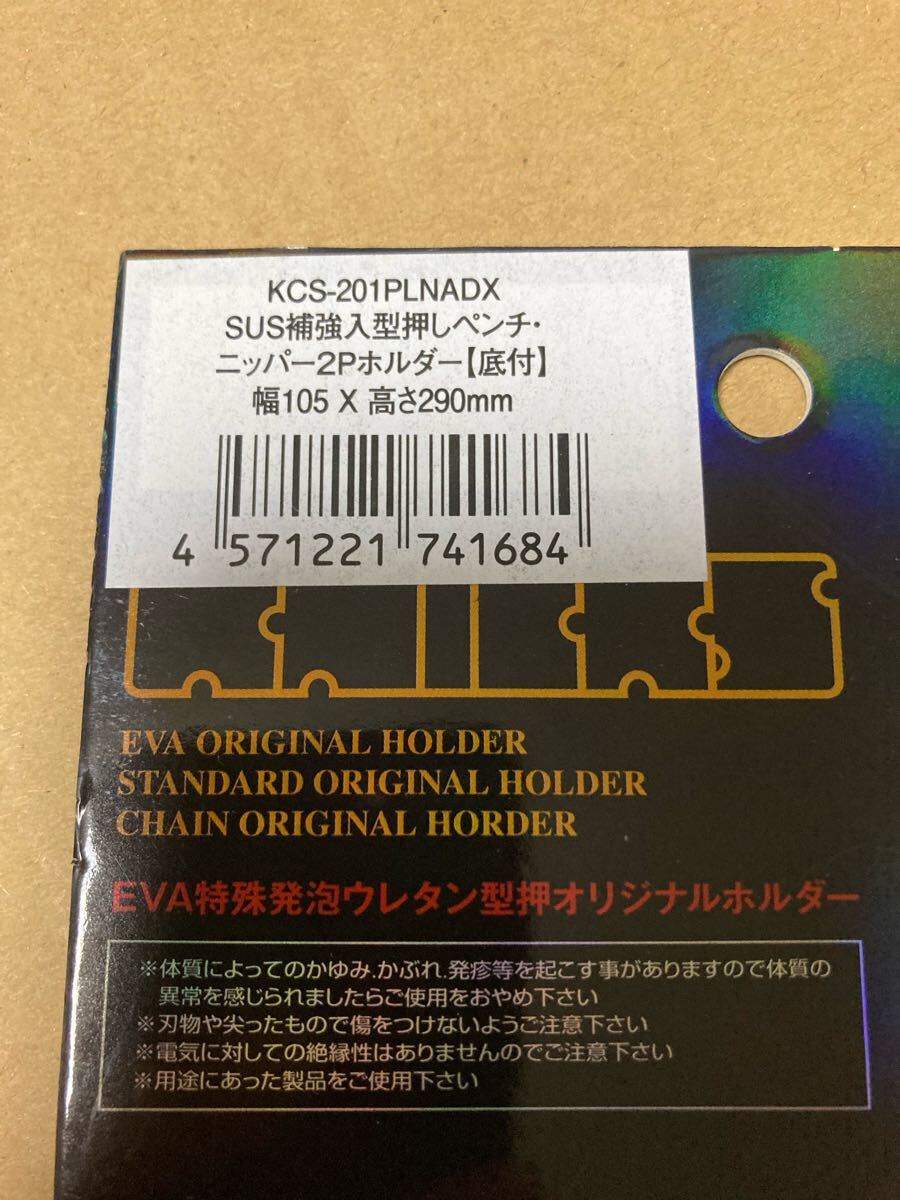 KCS-201PLNADX
SUS補強入型押しペンチ・
ニッパー2Pホルダー【底付】
幅105 X 高さ290mm
4 571221 741684
EVA ORIGINAL HOLDER
STANDARD ORIGINAL HOLDER
CHAIN ORIGINAL HORDER
EVA特殊発泡ウレタン型押オリジナルホルダー
※体質によってのかゆみ.かぶれ.発疹等を起こす事がありますので体質の
異常を感じられましたらご使用をおやめ下さい
※刃物や尖ったもので傷をつけないようご注意下さい
※電気に対しての絶縁性はありませんのでご注意下さい
※用途にあった製品をご使用下さい